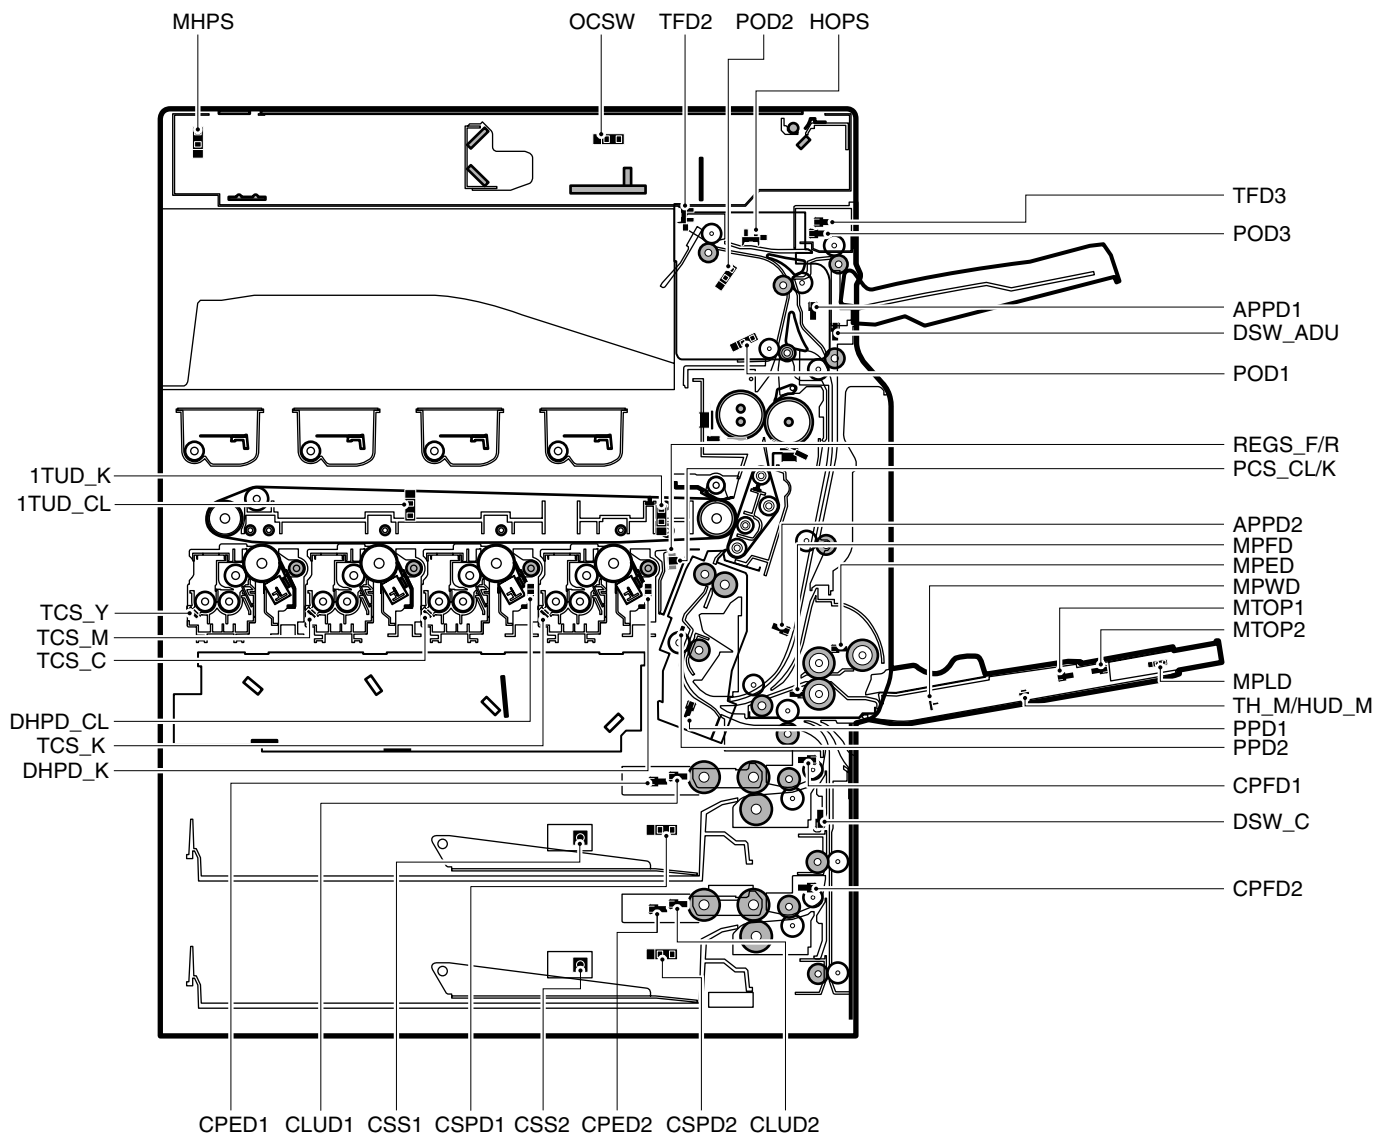 MHPS
OCSW
TFD2
POD2
HOPS
TFD3
POD3
APPD1
DSW_ADU
POD1
REGS_F/R
PCS_CL/K
1TUD_K
1TUD_CL
APPD2
MPFD
MPED
MPWD
MTOP1
MTOP2
TCS_Y
TCS_M
TCS_C
MPLD
TH_M/HUD_M
PPD1
PPD2
DHPD_CL
TCS_K
DHPD_K
CPFD1
DSW_C
CPFD2
CPED1
CLUD1
CSS1
CSPD1
CSS2
CPED2
CSPD2
CLUD2